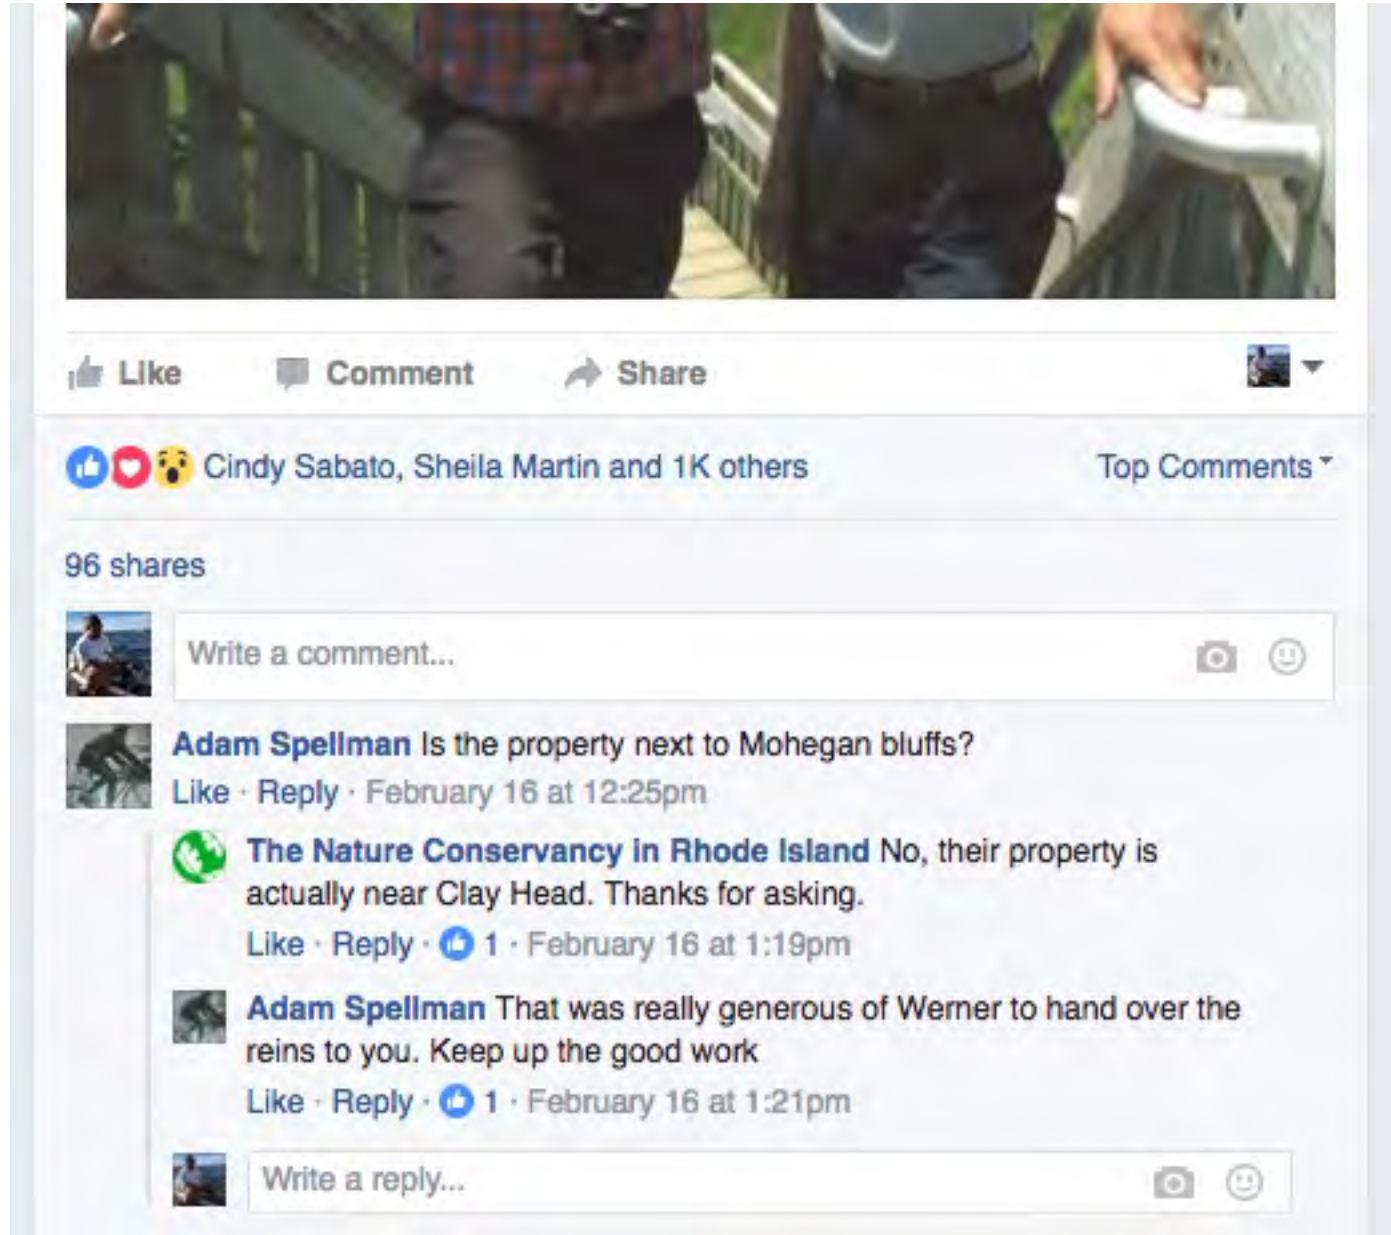 Like Comment Share
Cindy Sabato, Sheila Martin and 1K others Top Comments
96 shares
Write a comment...
Adam Spellman Is the property next to Mohegan bluffs?
Like · Reply · February 16 at 12:25pm
The Nature Conservancy in Rhode Island No, their property is
actually near Clay Head. Thanks for asking.
Like · Reply · 1 · February 16 at 1:19pm
Adam Spellman That was really generous of Werner to hand over the
reins to you. Keep up the good work
Like · Reply · 1 · February 16 at 1:21pm
Write a reply...